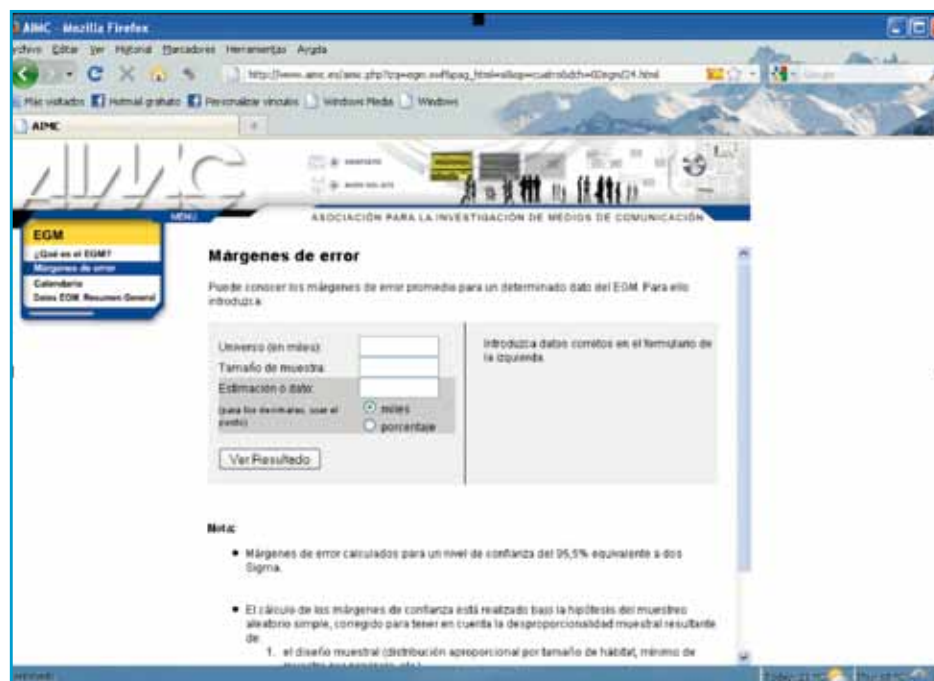 AIMC - Mozilla Firefox
Editar Ver Historial Marcadores Herramientas Ayuda
Más visitados Hotmail gratuito Personalizar vínculos Windows Media Windows
AIMC
AIMC
MENU
ASOCIACIÓN PARA LA INVESTIGACIÓN DE MEDIOS DE COMUNICACIÓN
EGM
¿Qué es el EGM?
Márgenes de error
Calendario
Datos EGM. Resumen General
Márgenes de error
Puede conocer los márgenes de error promedio para un determinado dato del EGM. Para ello
introduzca:
Universo (en miles):
Tamaño de muestra:
Estimación o dato:
(para los decimales, usar el
punto)
miles
porcentaje
Ver Resultado
Introduzca datos corretos en el formulario de
la izquierda.
Nota:
Márgenes de error calculados para un nivel de confianza del 95,5% equivalente a dos
Sigma.
El cálculo de los márgenes de confianza está realizado bajo la hipótesis del muestreo
aleatorio simple, corregido para tener en cuenta la desproporcionalidad muestral resultante
de:
1. el diseño muestral (distribución aproporcional por tamaño de hábitat, mínimo de